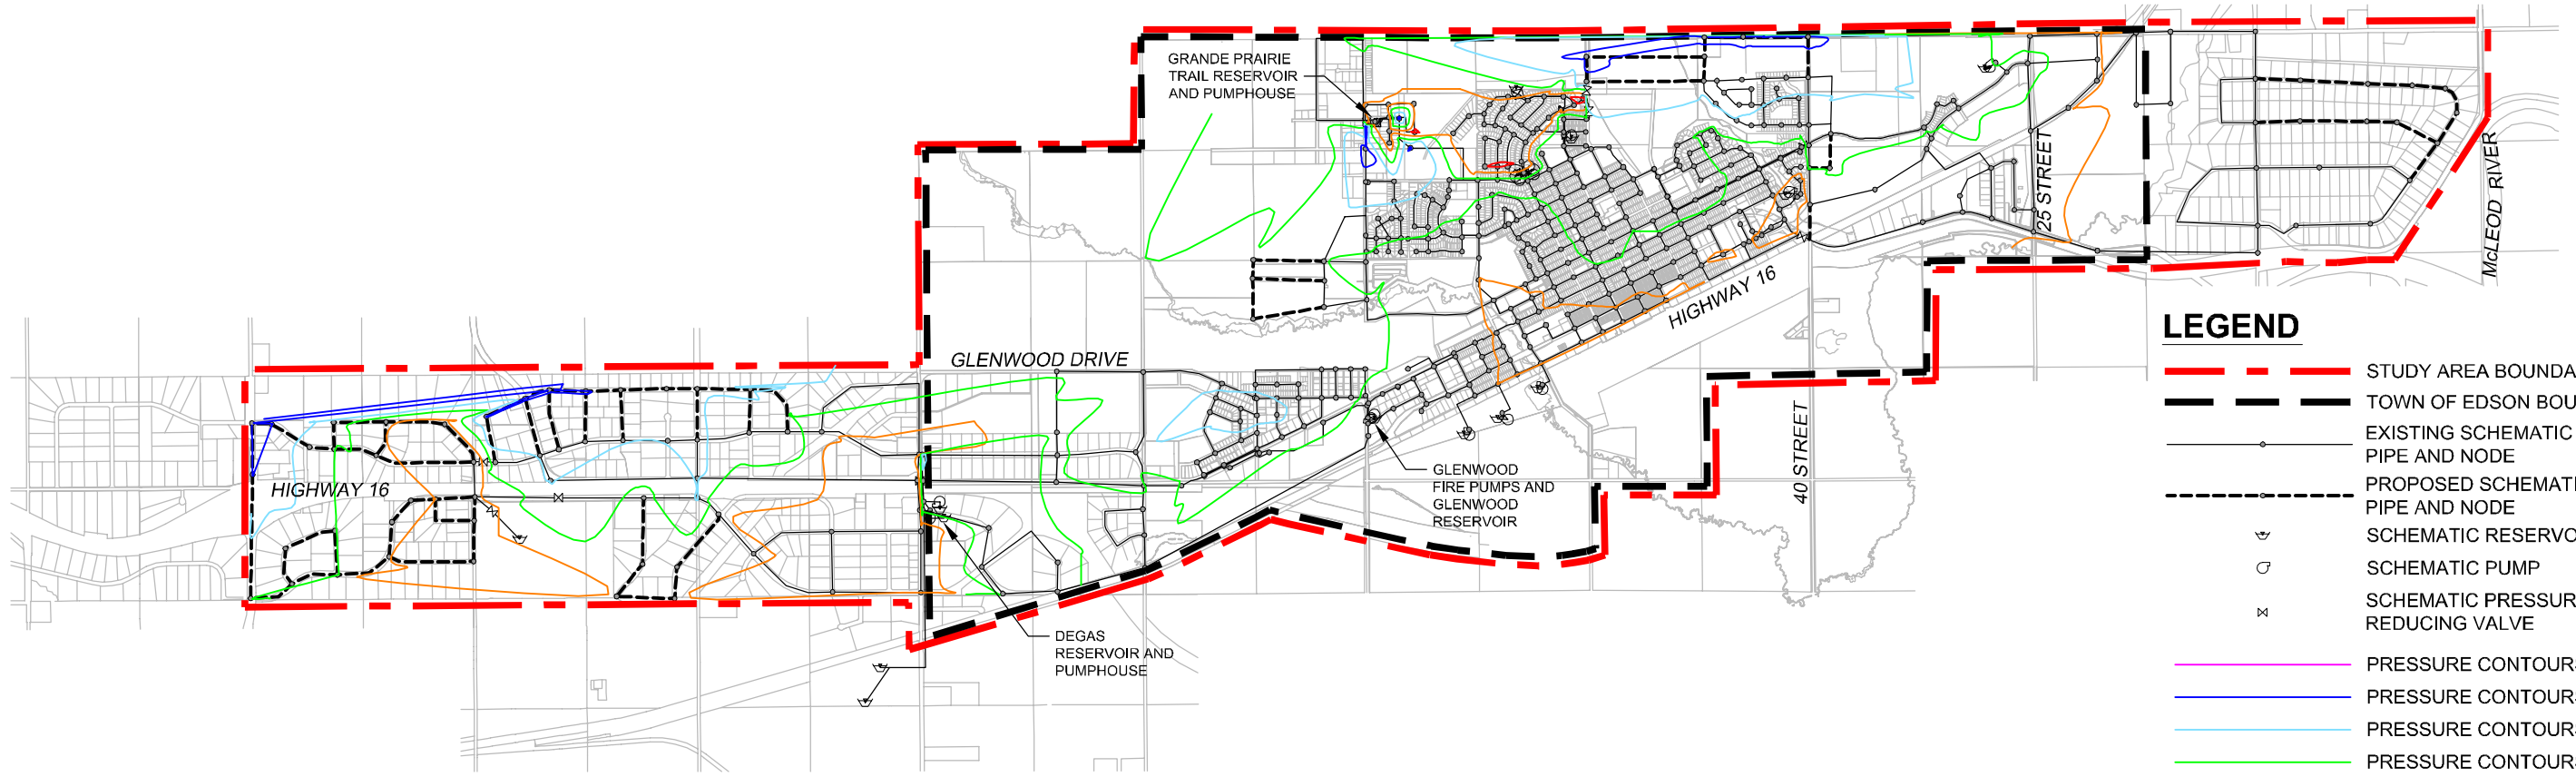 GRANDE PRAIRIE
TRAIL RESERVOIR
AND PUMPHOUSE
25 STREET
McLEOD RIVER
HIGHWAY 16
GLENWOOD DRIVE
HIGHWAY 16
40 STREET
GLENWOOD
FIRE PUMPS AND
GLENWOOD
RESERVOIR
DEGAS
RESERVOIR AND
PUMPHOUSE
LEGEND
STUDY AREA BOUNDA
TOWN OF EDSON BOU
EXISTING SCHEMATIC
PIPE AND NODE
PROPOSED SCHEMATI
PIPE AND NODE
SCHEMATIC RESERVO
SCHEMATIC PUMP
SCHEMATIC PRESSUR
REDUCING VALVE
PRESSURE CONTOUR
PRESSURE CONTOUR
PRESSURE CONTOUR
PRESSURE CONTOUR